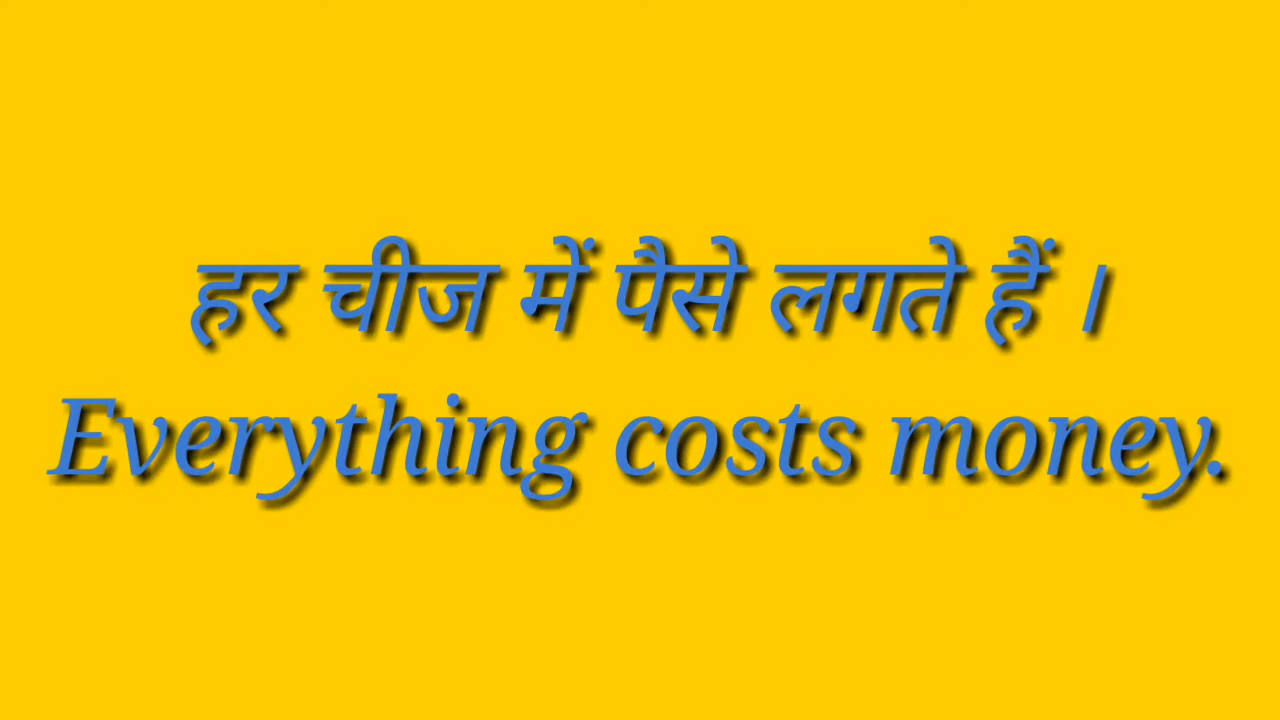 हर चीज में पैसे लगते हैं ।
Everything costs money.